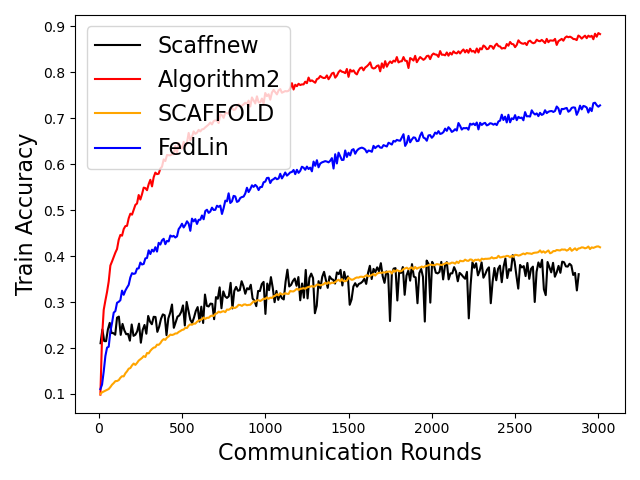 Scaffnew
Algorithm2
SCAFFOLD
FedLin
Train Accuracy
0.9
0.8
0.7
0.6
0.5
0.4
0.3
0.2
0.1
0 500 1000 1500 2000 2500 3000
Communication Rounds